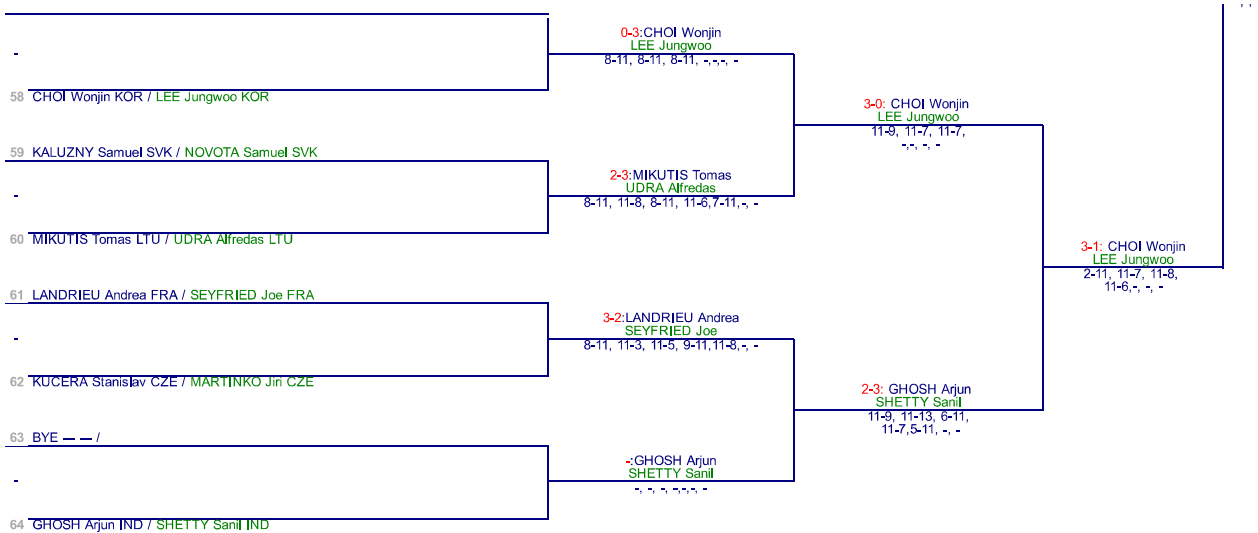 -
58 CHOI Wonjin KOR / LEE Jungwoo KOR
59 KALUZNY Samuel SVK / NOVOTA Samuel SVK
-
60 MIKUTIS Tomas LTU / UDRA Alfredas LTU
61 LANDRIEU Andrea FRA / SEYFRIED Joe FRA
-
62 KUCERA Stanislav CZE / MARTINKO Jiri CZE
63 BYE — — /
-
64 GHOSH Arjun IND / SHETTY Sanil IND
0-3:CHOI Wonjin
LEE Jungwoo
8-11, 8-11, 8-11, -,-,-, -
2-3:MIKUTIS Tomas
UDRA Alfredas
8-11, 11-8, 8-11, 11-6,7-11,-, -
3-2:LANDRIEU Andrea
SEYFRIED Joe
8-11, 11-3, 11-5, 9-11,11-8,-, -
-:GHOSH Arjun
SHETTY Sanil
-, -, -, -,-,-, -
3-0: CHOI Wonjin
LEE Jungwoo
11-9, 11-7, 11-7,
-,-, -, -
2-3: GHOSH Arjun
SHETTY Sanil
11-9, 11-13, 6-11,
11-7,5-11, -, -
3-1: CHOI Wonjin
LEE Jungwoo
2-11, 11-7, 11-8,
11-6,-, -, -